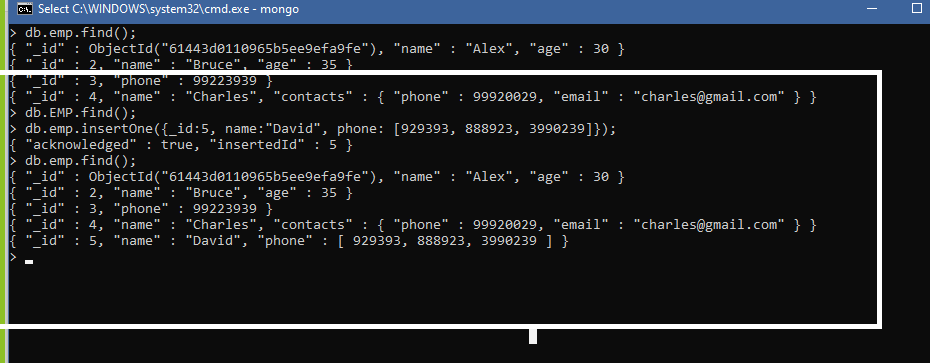 Select C:\WINDOWS\system32\cmd.exe - mongo
> db.emp.find();
{ "_id" : ObjectId("61443d0110965b5ee9efa9fe"), "name" : "Alex", "age" : 30 }
{ "_id" : 2, "name" : "Bruce", "age" : 35 }
{ "_id" : 3, "phone" : 99223939 }
{ "_id" : 4, "name" : "Charles", "contacts" : { "phone" : 99920029, "email" : "charles@gmail.com" } }
> db.EMP.find();
> db.emp.insertOne({_id:5, name:"David", phone: [929393, 888923, 3990239]});
{ "acknowledged" : true, "insertedId" : 5 }
> db.emp.find();
{ "_id" : ObjectId("61443d0110965b5ee9efa9fe"), "name" : "Alex", "age" : 30 }
{ "_id" : 2, "name" : "Bruce", "age" : 35 }
{ "_id" : 3, "phone" : 99223939 }
{ "_id" : 4, "name" : "Charles", "contacts" : { "phone" : 99920029, "email" : "charles@gmail.com" } }
{ "_id" : 5, "name" : "David", "phone" : [ 929393, 888923, 3990239 ] }
>